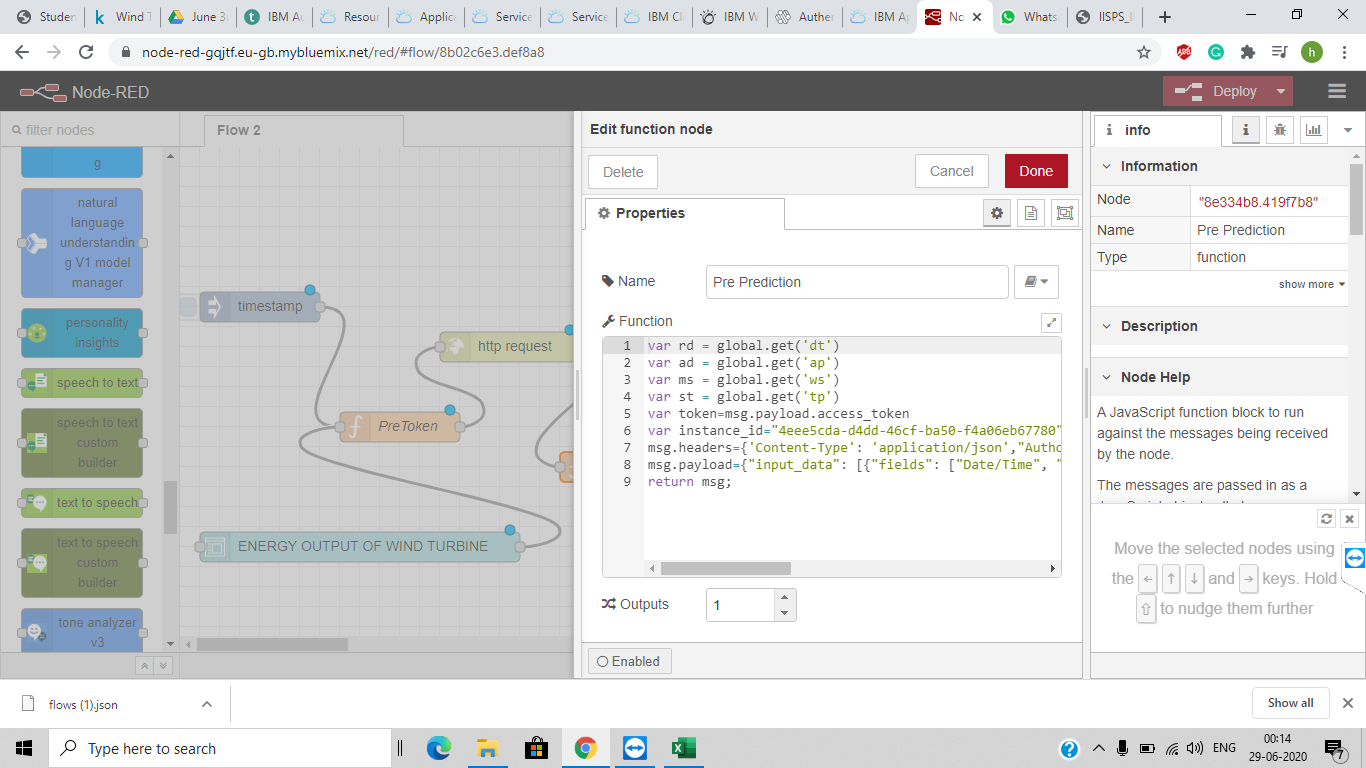 Studen
Wind T
June 3
IBM Au
Resour
Applica
Service
Service
IBM Cl
IBM W
Authen
IBM Ap
No
Whats
IISPS_I
node-red-gqjtf.eu-gb.mybluemix.net/red/#flow/8b02c6e3.def8a8
h
Node-RED
Deploy
filter nodes
Flow 2
g
natural
language
understandin
g V1 model
manager
personality
insights
speech to text
speech to text
custom
builder
text to speech
text to speech
custom
builder
tone analyzer
v3
timestamp
http request
PreToken
ENERGY OUTPUT OF WIND TURBINE
Edit function node
Delete
Cancel
Done
Properties
Name
Pre Prediction
Function
1 var rd = global.get('dt')
2 var ad = global.get('ap')
3 var ms = global.get('ws')
4 var st = global.get('tp')
5 var token=msg.payload.access_token
6 var instance_id="4eee5cda-d4dd-46cf-ba50-f4a06eb67780"
7 msg.headers={'Content-Type': 'application/json',"Autho
8 msg.payload={"input_data": [{"fields": ["Date/Time", "
9 return msg;
Outputs
1
Enabled
info
Information
Node "8e334b8.419f7b8"
Name Pre Prediction
Type function
show more
Description
Node Help
A JavaScript function block to run
against the messages being received
by the node.
The messages are passed in as a
Move the selected nodes using
the ← ↑ ↓ and → keys. Hold
⇧ to nudge them further
flows (1).json
Show all
Type here to search
ENG
00:14
29-06-2020
7